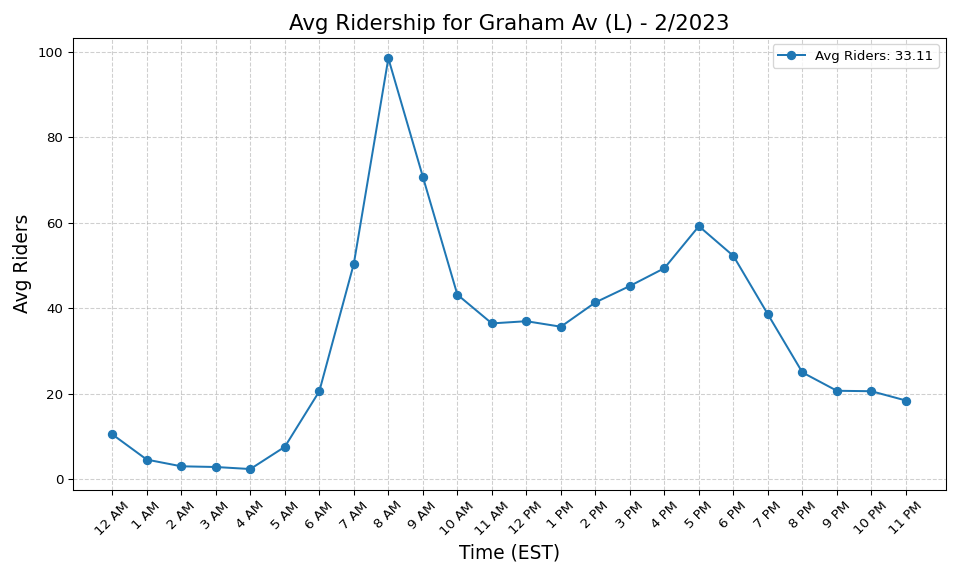 Avg Ridership for Graham Av (L) - 2/2023
Avg Riders: 33.11
Avg Riders
100
80
60
40
20
0
12 AM
1 AM
2 AM
3 AM
4 AM
5 AM
6 AM
7 AM
8 AM
9 AM
10 AM
11 AM
12 PM
1 PM
2 PM
3 PM
4 PM
5 PM
6 PM
7 PM
8 PM
9 PM
10 PM
11 PM
Time (EST)